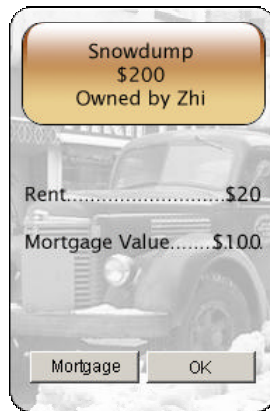 Snowdump
$200
Owned by Zhi
Rent............................$20
Mortgage Value.......$100
Mortgage
OK